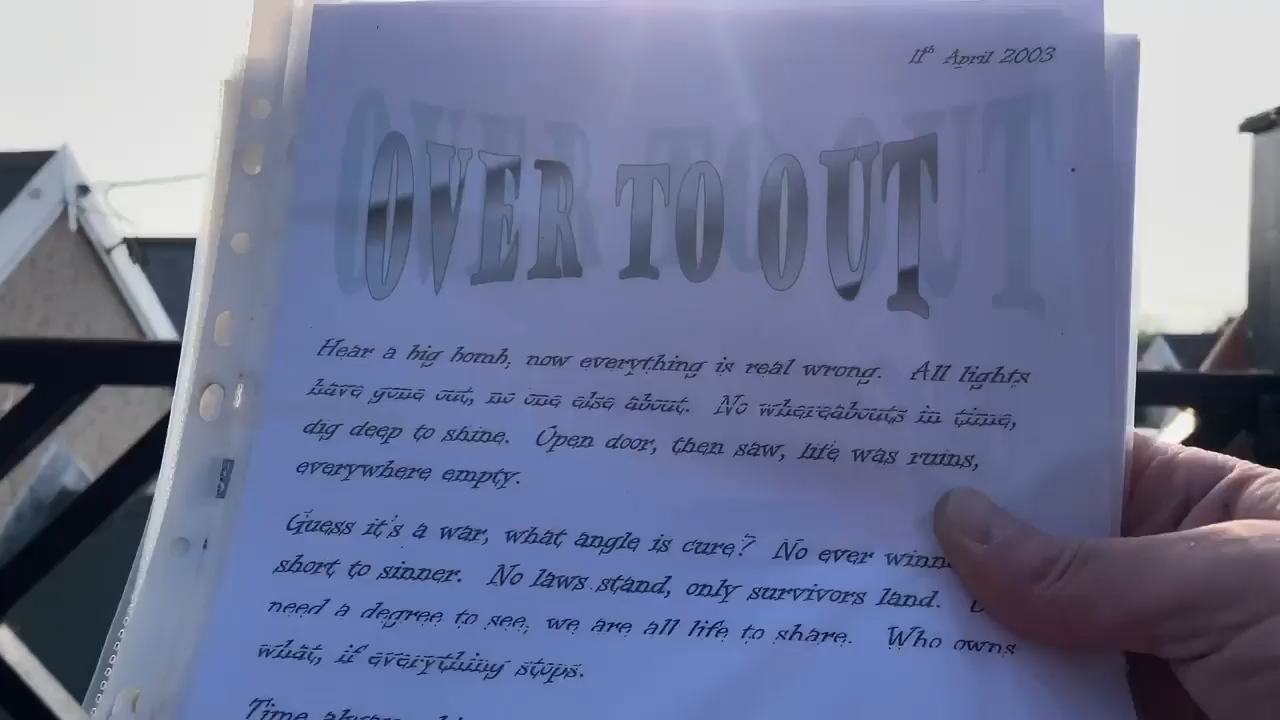 11th April 2003
OVER TO OUT
Hear a big bomb, now everything is real wrong. All lights
have gone out, no one else about. No whereabouts in time,
dig deep to shine. Open door, then saw, life was ruins,
everywhere empty.
Guess it's a war, what angle is cure? No ever
short to sinner. No laws stand, only survivors land.
need a degree to see, we are all life to share. Who owns
what, if everything stops.
Time